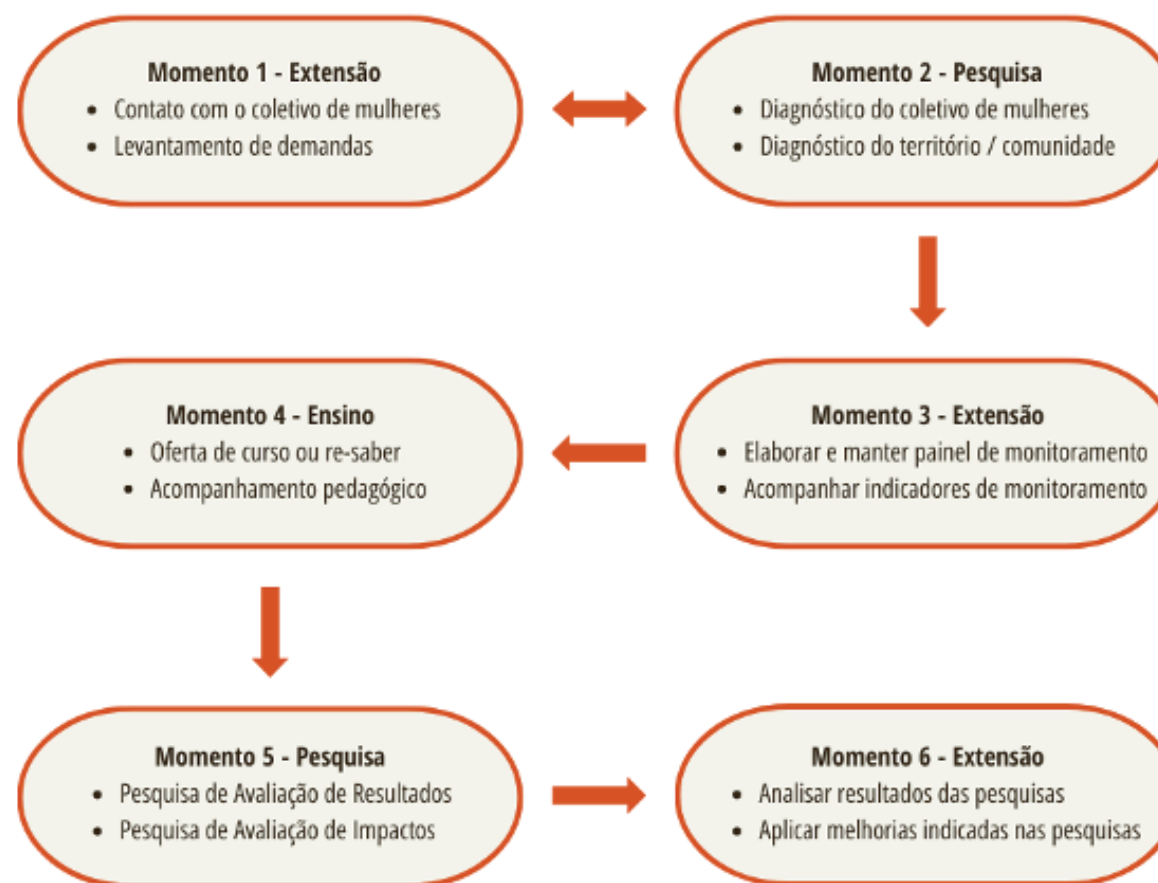 Momento 1 - Extensão
• Contato com o coletivo de mulheres
• Levantamento de demandas
Momento 2 - Pesquisa
• Diagnóstico do coletivo de mulheres
• Diagnóstico do território / comunidade
Momento 3 - Extensão
• Elaborar e manter painel de monitoramento
• Acompanhar indicadores de monitoramento
Momento 4 - Ensino
• Oferta de curso ou re-saber
• Acompanhamento pedagógico
Momento 5 - Pesquisa
• Pesquisa de Avaliação de Resultados
• Pesquisa de Avaliação de Impactos
Momento 6 - Extensão
• Analisar resultados das pesquisas
• Aplicar melhorias indicadas nas pesquisas